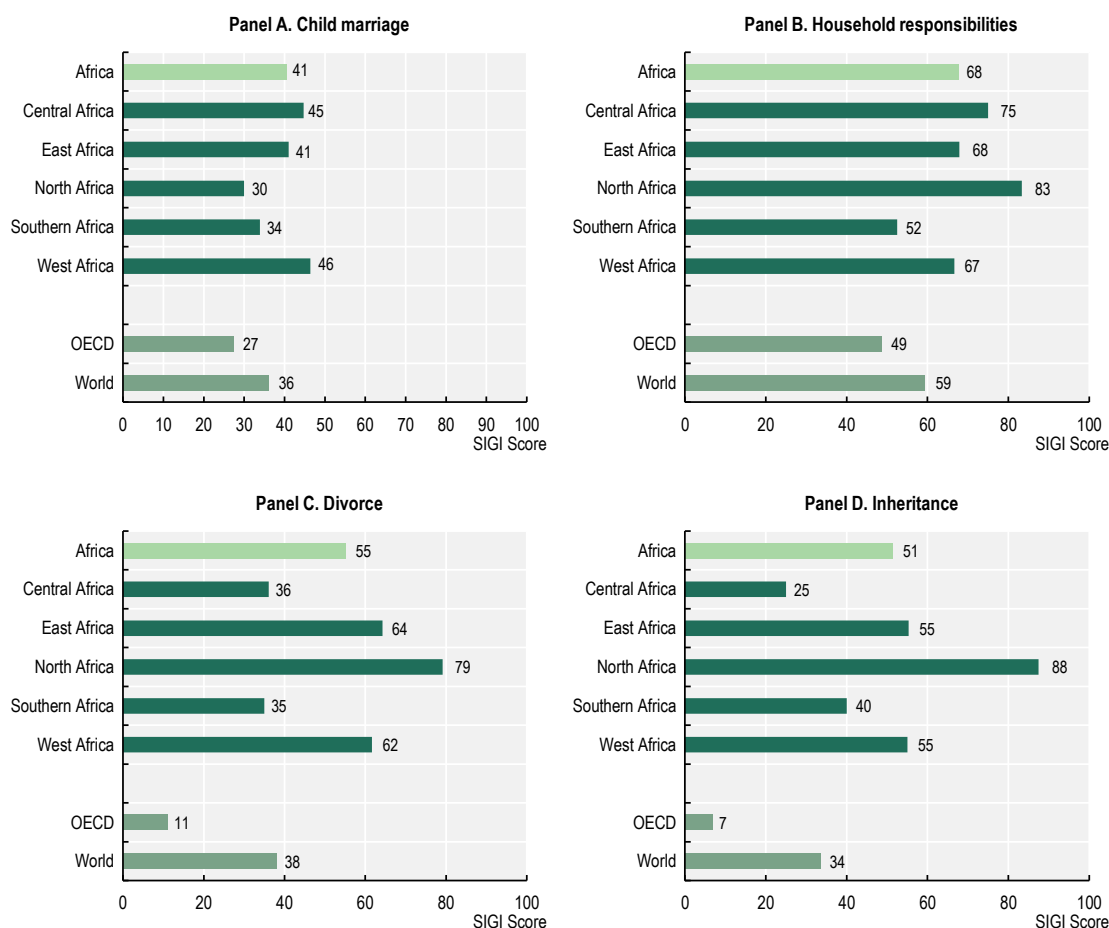 Panel A. Child marriage
Africa 41
Central Africa 45
East Africa 41
North Africa 30
Southern Africa 34
West Africa 46
OECD 27
World 36
0 10 20 30 40 50 60 70 80 90 100
SIGI Score
Panel B. Household responsibilities
Africa 68
Central Africa 75
East Africa 68
North Africa 83
Southern Africa 52
West Africa 67
OECD 49
World 59
0 20 40 60 80 100
SIGI Score
Panel C. Divorce
Africa 55
Central Africa 36
East Africa 64
North Africa 79
Southern Africa 35
West Africa 62
OECD 11
World 38
0 20 40 60 80 100
SIGI Score
Panel D. Inheritance
Africa 51
Central Africa 25
East Africa 55
North Africa 88
Southern Africa 40
West Africa 55
OECD 7
World 34
0 20 40 60 80 100
SIGI Score